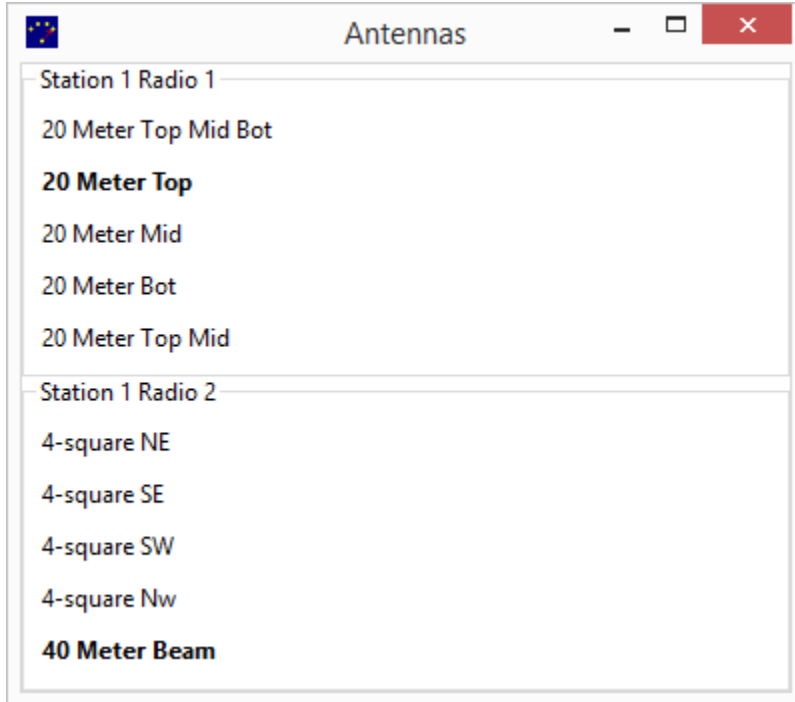 Antennas
Station 1 Radio 1
20 Meter Top Mid Bot
20 Meter Top
20 Meter Mid
20 Meter Bot
20 Meter Top Mid
Station 1 Radio 2
4-square NE
4-square SE
4-square SW
4-square Nw
40 Meter Beam